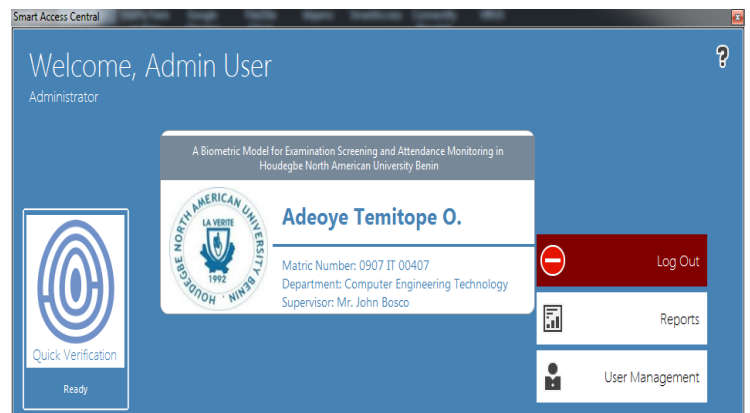 Smart Access Central
Welcome, Admin User
Administrator
?
A Biometric Model for Examination Screening and Attendance Monitoring in
Houdegbe North American University Benin
HOUDEGBE NORTH AMERICAN UNIVERSITY BENIN
LA VERITE
1992
Adeoye Temitope O.
Matric Number: 0907 IT 00407
Department: Computer Engineering Technology
Supervisor: Mr. John Bosco
Log Out
Reports
User Management
Quick Verification
Ready